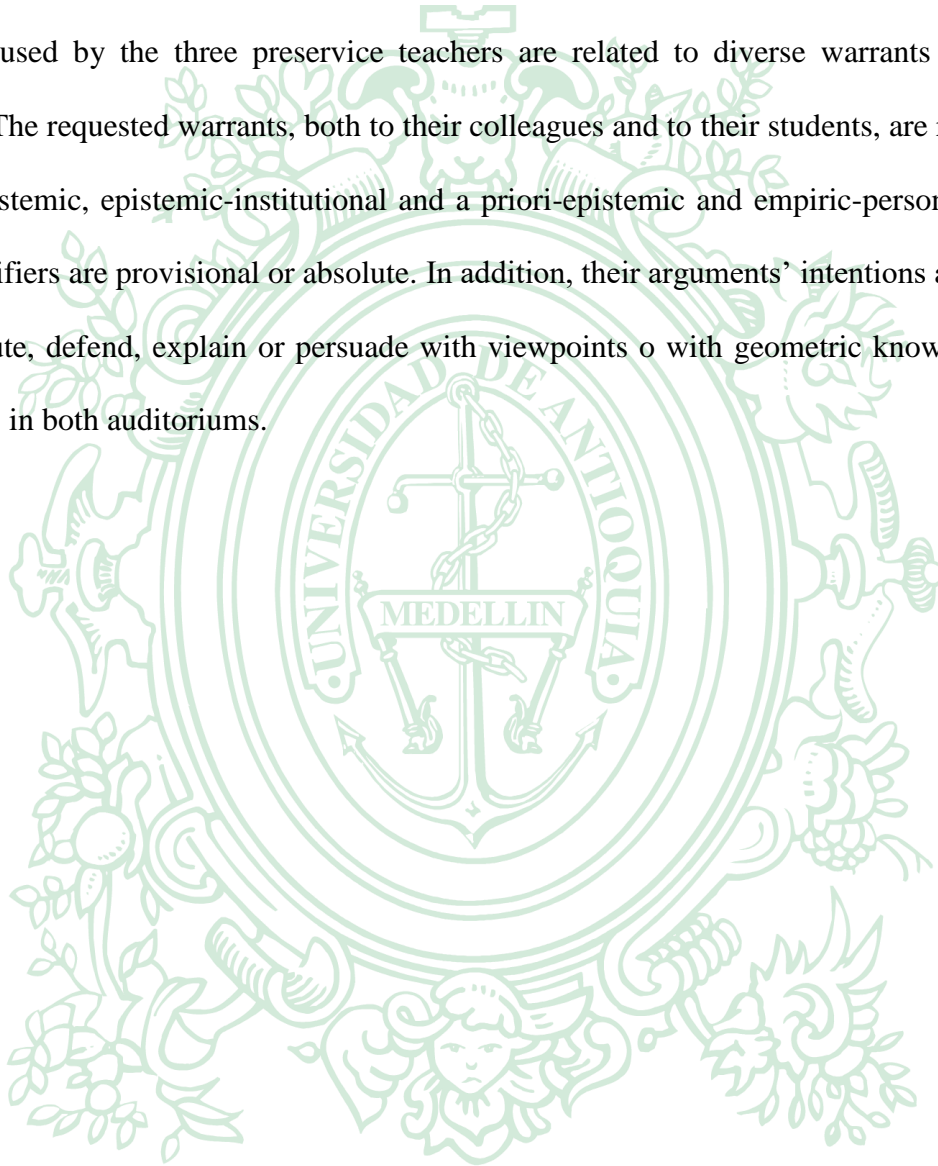 used by the three preservice teachers are related to diverse warrants
The requested warrants, both to their colleagues and to their students, are
stemic, epistemic-institutional and a priori-epistemic and empiric-person
ifiers are provisional or absolute. In addition, their arguments' intentions a
ute, defend, explain or persuade with viewpoints o with geometric know
in both auditoriums.
UNIVERSIDAD DE ANTIOQUIA
MEDELLIN